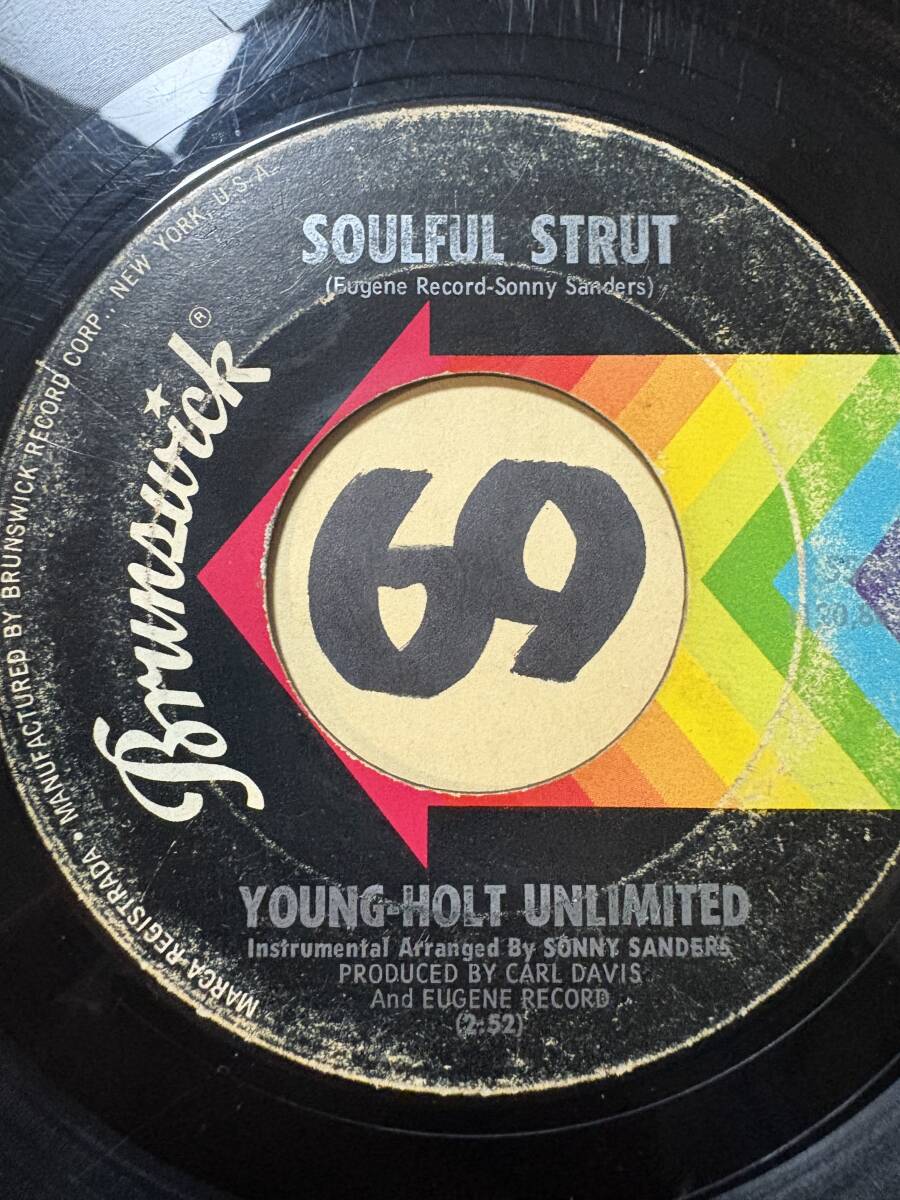 SOULFUL STRUT
(Eugene Record-Sonny Sanders)
Brunswick®
69
YOUNG-HOLT UNLIMITED
Instrumental Arranged By SONNY SANDERS
PRODUCED BY CARL DAVIS
And EUGENE RECORD
(2:52)
MARCA REGISTRADA • MANUFACTURED BY BRUNSWICK RECORD CORP., NEW YORK, U.S.A.